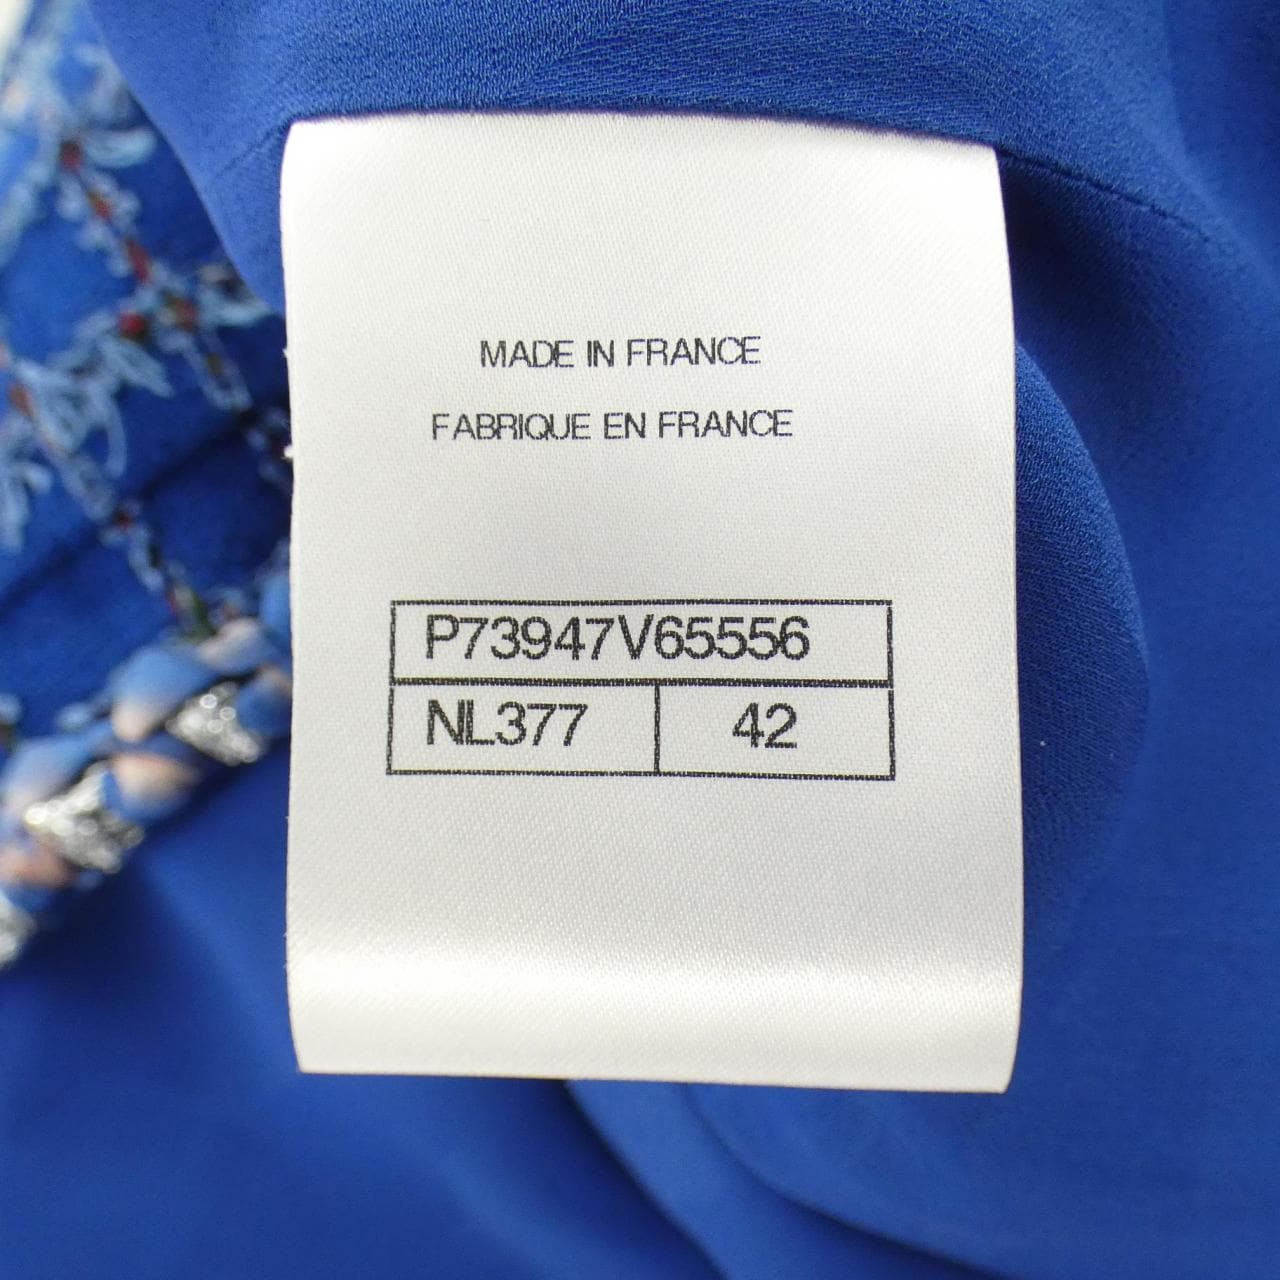 MADE IN FRANCE
FABRIQUE EN FRANCE
P73947V65556
NL377 42